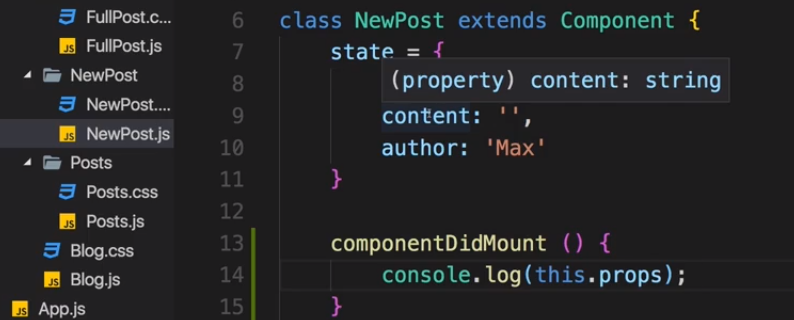 FullPost.c...
FullPost.js
NewPost
NewPost....
NewPost.js
Posts
Posts.css
Posts.js
Blog.css
Blog.js
App.js
6 class NewPost extends Component {
7 state = {
8 (property) content: string
9 content: '',
10 author: 'Max'
11 }
12
13 componentDidMount () {
14 console.log(this.props);
15 }